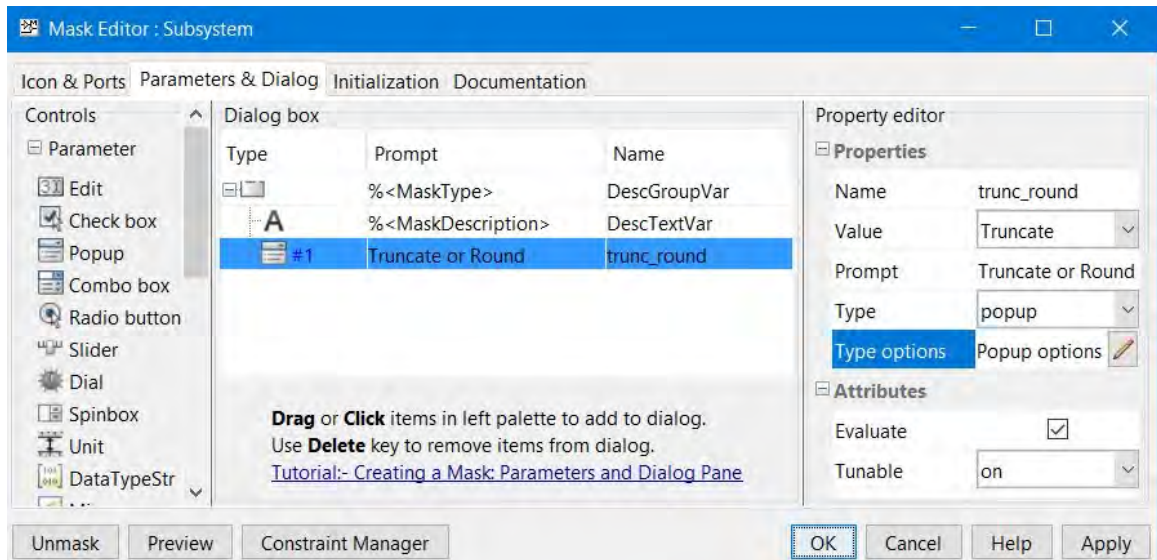 Mask Editor : Subsystem
Icon & Ports Parameters & Dialog Initialization Documentation
Controls
Parameter
Edit
Check box
Popup
Combo box
Radio button
Slider
Dial
Spinbox
Unit
DataTypeStr
Dialog box
Type Prompt Name
%<MaskType> DescGroupVar
A %<MaskDescription> DescTextVar
#1 Truncate or Round trunc_round
Drag or Click items in left palette to add to dialog.
Use Delete key to remove items from dialog.
Tutorial:- Creating a Mask: Parameters and Dialog Pane
Property editor
Properties
Name trunc_round
Value Truncate
Prompt Truncate or Round
Type popup
Type options Popup options
Attributes
Evaluate
Tunable on
Unmask Preview Constraint Manager OK Cancel Help Apply